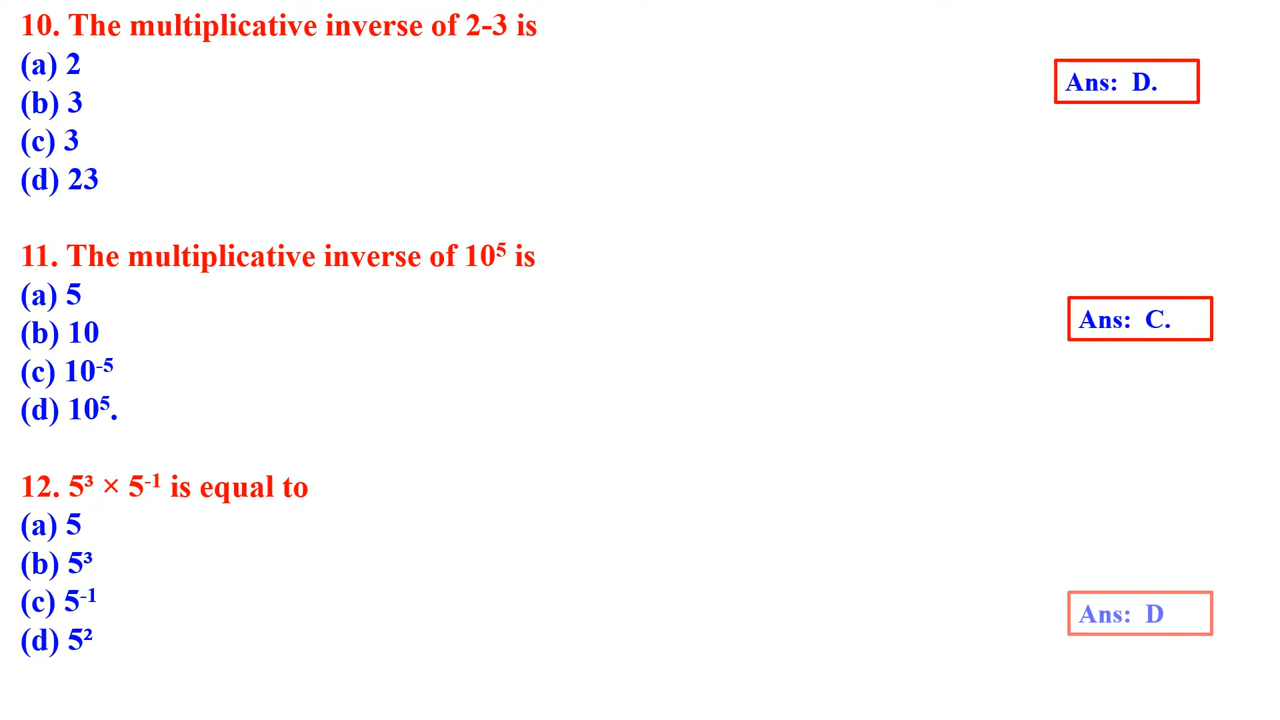 10. The multiplicative inverse of 2-3 is
(a) 2
(b) 3
(c) 3
(d) 23
Ans: D.
11. The multiplicative inverse of 10⁵ is
(a) 5
(b) 10
(c) 10⁻⁵
(d) 10⁵.
Ans: C.
12. 5³ × 5⁻¹ is equal to
(a) 5
(b) 5³
(c) 5⁻¹
(d) 5²
Ans: D